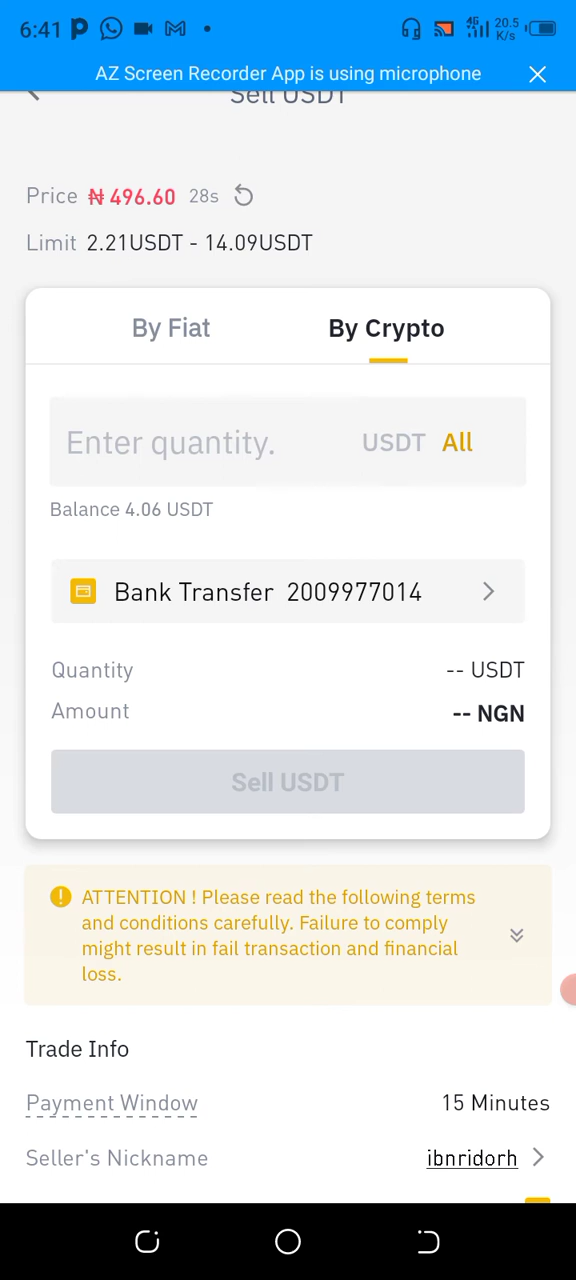 6:41
4G
20.5
K/s
AZ Screen Recorder App is using microphone
Sell USDT
Price ₦ 496.60 28s
Limit 2.21USDT - 14.09USDT
By Fiat By Crypto
Enter quantity. USDT All
Balance 4.06 USDT
Bank Transfer 2009977014
Quantity -- USDT
Amount -- NGN
Sell USDT
ATTENTION ! Please read the following terms
and conditions carefully. Failure to comply
might result in fail transaction and financial
loss.
Trade Info
Payment Window 15 Minutes
Seller's Nickname ibnridorh